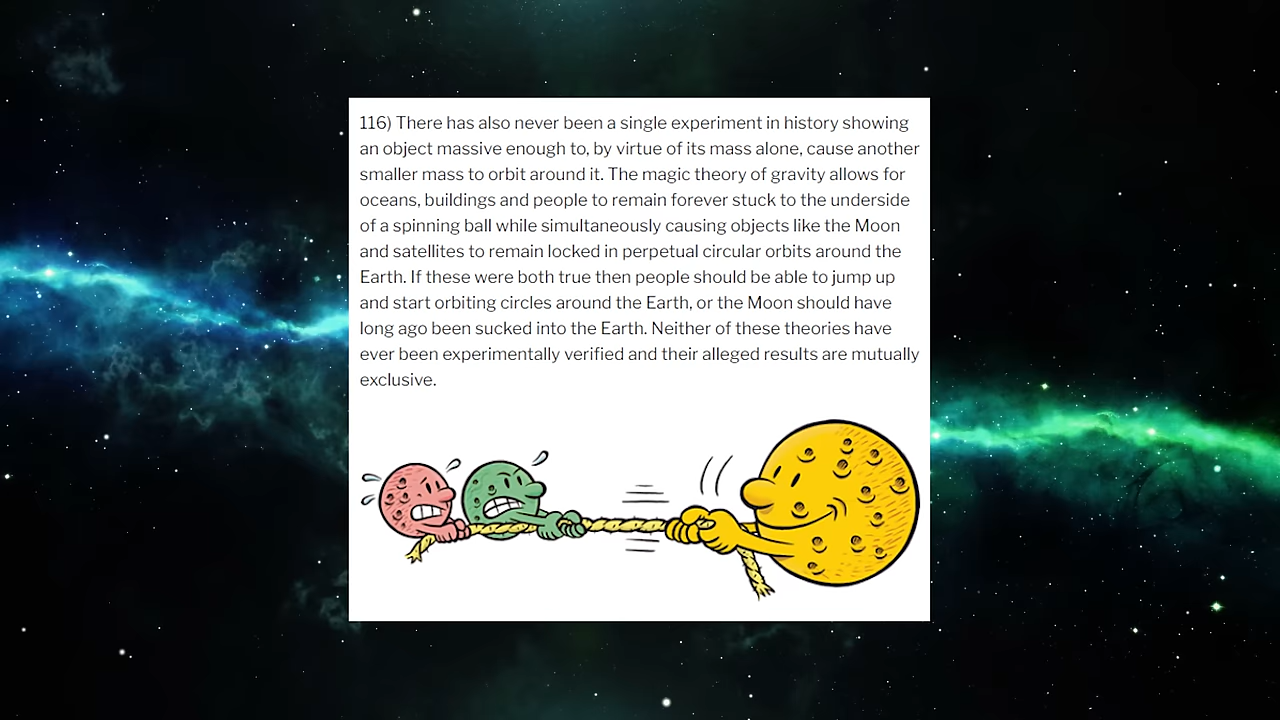 116) There has also never been a single experiment in history showing
an object massive enough to, by virtue of its mass alone, cause another
smaller mass to orbit around it. The magic theory of gravity allows for
oceans, buildings and people to remain forever stuck to the underside
of a spinning ball while simultaneously causing objects like the Moon
and satellites to remain locked in perpetual circular orbits around the
Earth. If these were both true then people should be able to jump up
and start orbiting circles around the Earth, or the Moon should have
long ago been sucked into the Earth. Neither of these theories have
ever been experimentally verified and their alleged results are mutually
exclusive.